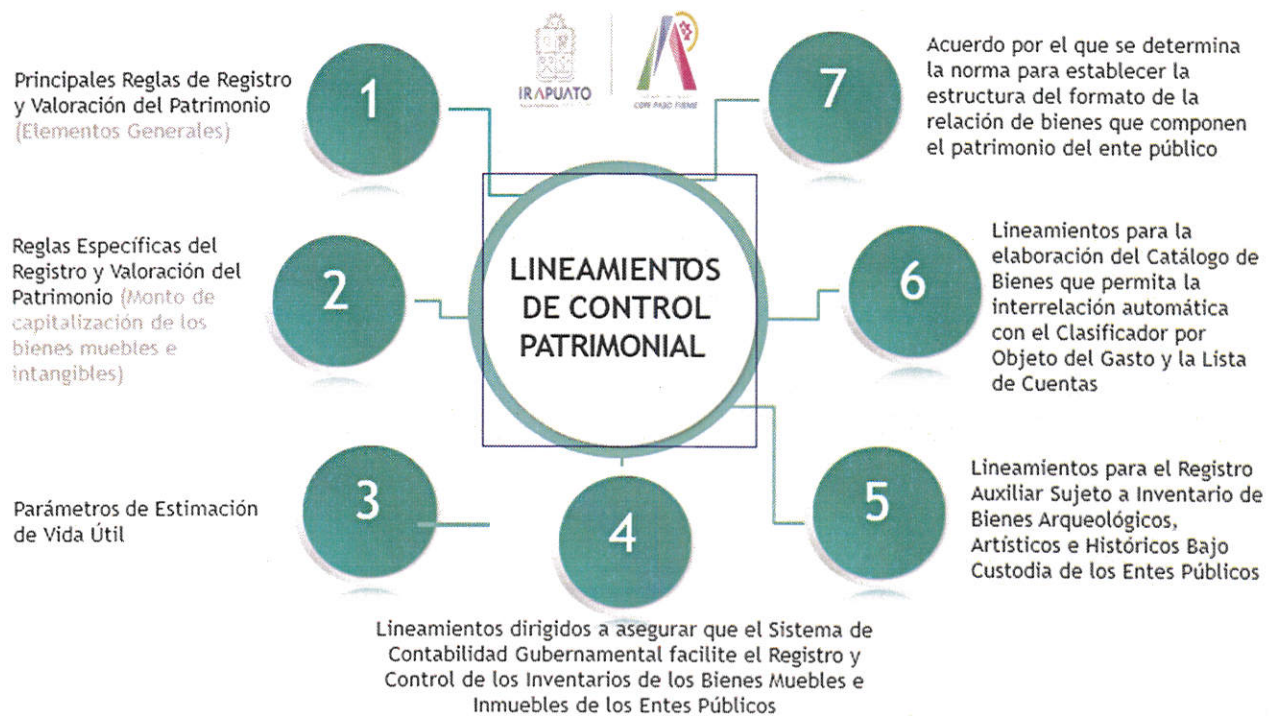 IRAPUATO
CON PASO FIRME
1
Principales Reglas de Registro
y Valoración del Patrimonio
(Elementos Generales)
2
Reglas Específicas del
Registro y Valoración del
Patrimonio (Monto de
capitalización de los
bienes muebles e
intangibles)
3
Parámetros de Estimación
de Vida Útil
LINEAMIENTOS
DE CONTROL
PATRIMONIAL
4
Lineamientos dirigidos a asegurar que el Sistema de
Contabilidad Gubernamental facilite el Registro y
Control de los Inventarios de los Bienes Muebles e
Inmuebles de los Entes Públicos
5
Lineamientos para el Registro
Auxiliar Sujeto a Inventario de
Bienes Arqueológicos,
Artísticos e Históricos Bajo
Custodia de los Entes Públicos
6
Lineamientos para la
elaboración del Catálogo de
Bienes que permita la
interrelación automática
con el Clasificador por
Objeto del Gasto y la Lista
de Cuentas
7
Acuerdo por el que se determina
la norma para establecer la
estructura del formato de la
relación de bienes que componen
el patrimonio del ente público